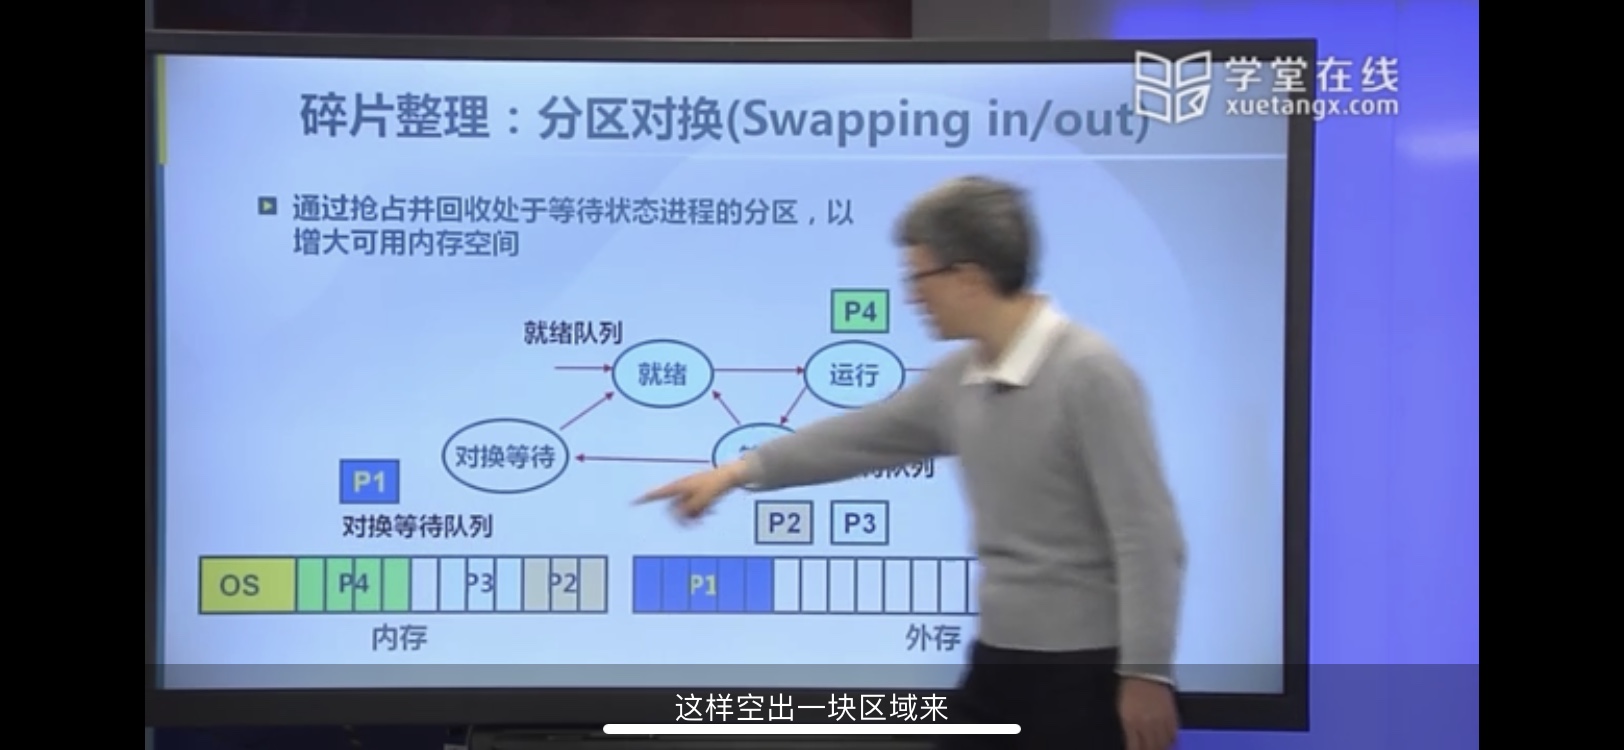 学堂在线
xuetangx.com
碎片整理：分区对换(Swapping in/out)
通过抢占并回收处于等待状态进程的分区，以
增大可用内存空间
P4
就绪队列
就绪
运行
对换等待
P1
对换等待队列
P2
P3
OS
P4
P3
P2
P1
内存
外存
这样空出一块区域来